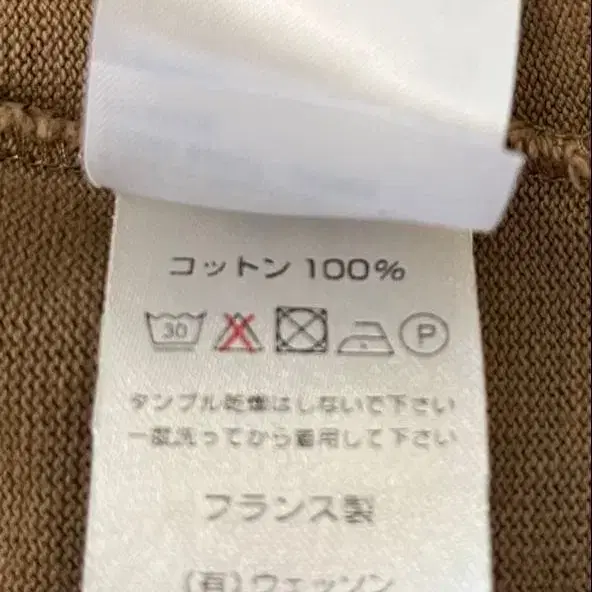 コットン 100%
30 P
タンブル乾燥はしないで下さい
一度洗ってから着用して下さい
フランス製
(有)ウェッソン